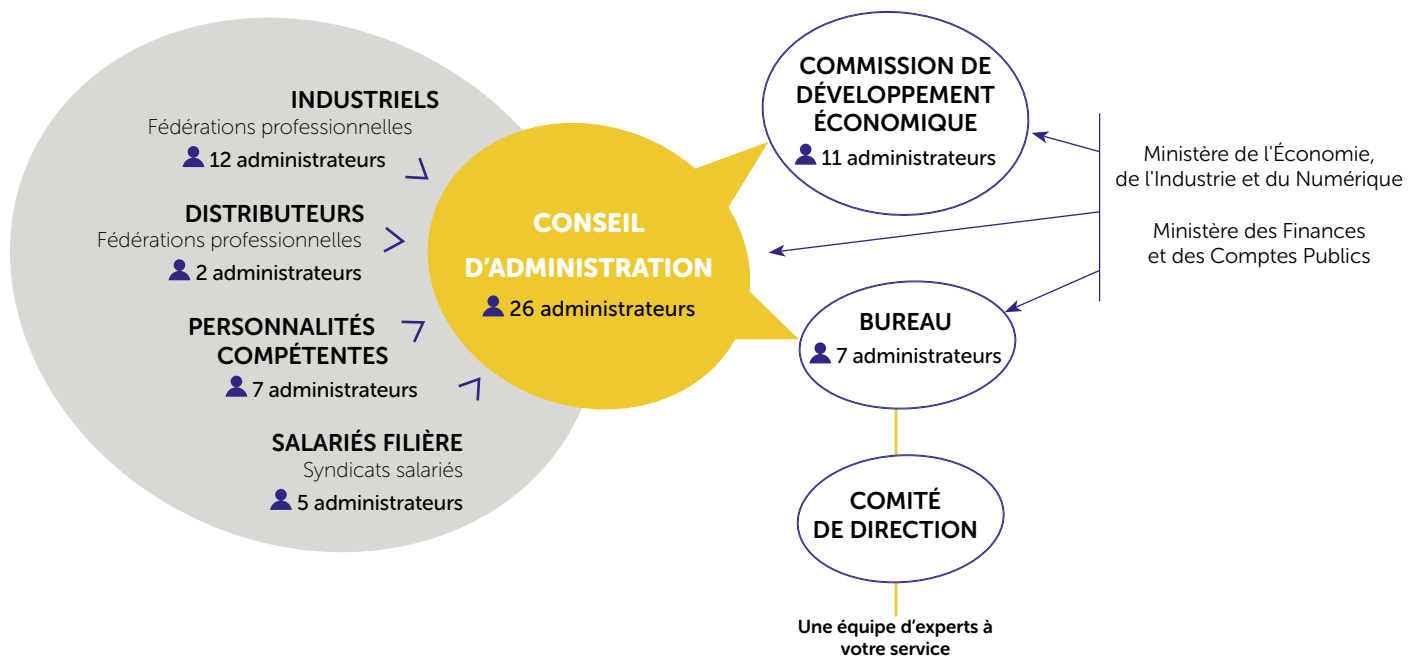 INDUSTRIELS
Fédérations professionnelles
12 administrateurs
DISTRIBUTEURS
Fédérations professionnelles
2 administrateurs
PERSONNALITÉS
COMPÉTENTES
7 administrateurs
SALARIÉS FILIÈRE
Syndicats salariés
5 administrateurs
CONSEIL
D’ADMINISTRATION
26 administrateurs
COMMISSION DE
DÉVELOPPEMENT
ÉCONOMIQUE
11 administrateurs
Ministère de l'Économie,
de l'Industrie et du Numérique
Ministère des Finances
et des Comptes Publics
BUREAU
7 administrateurs
COMITÉ
DE DIRECTION
Une équipe d’experts à
votre service